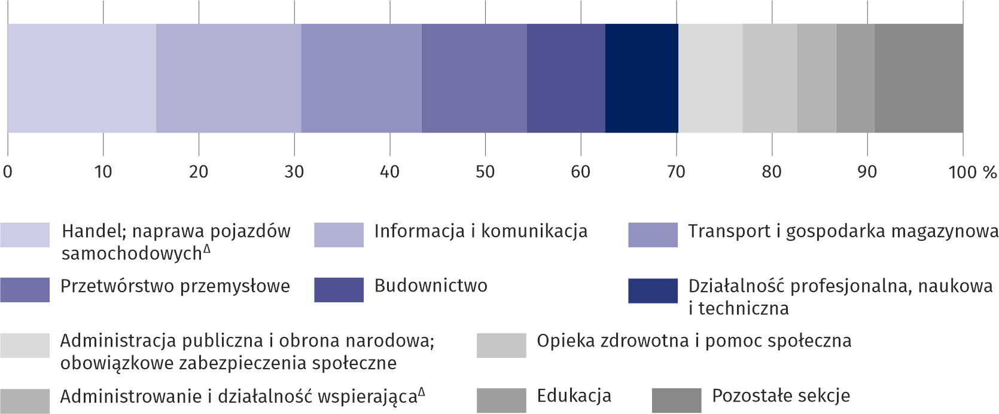 0 10 20 30 40 50 60 70 80 90 100 %
Handel; naprawa pojazdów
samochodowychΔ
Informacja i komunikacja
Transport i gospodarka magazynowa
Przetwórstwo przemysłowe
Budownictwo
Działalność profesjonalna, naukowa
i techniczna
Administracja publiczna i obrona narodowa;
obowiązkowe zabezpieczenia społeczne
Opieka zdrowotna i pomoc społeczna
Administrowanie i działalność wspierającaΔ
Edukacja
Pozostałe sekcje